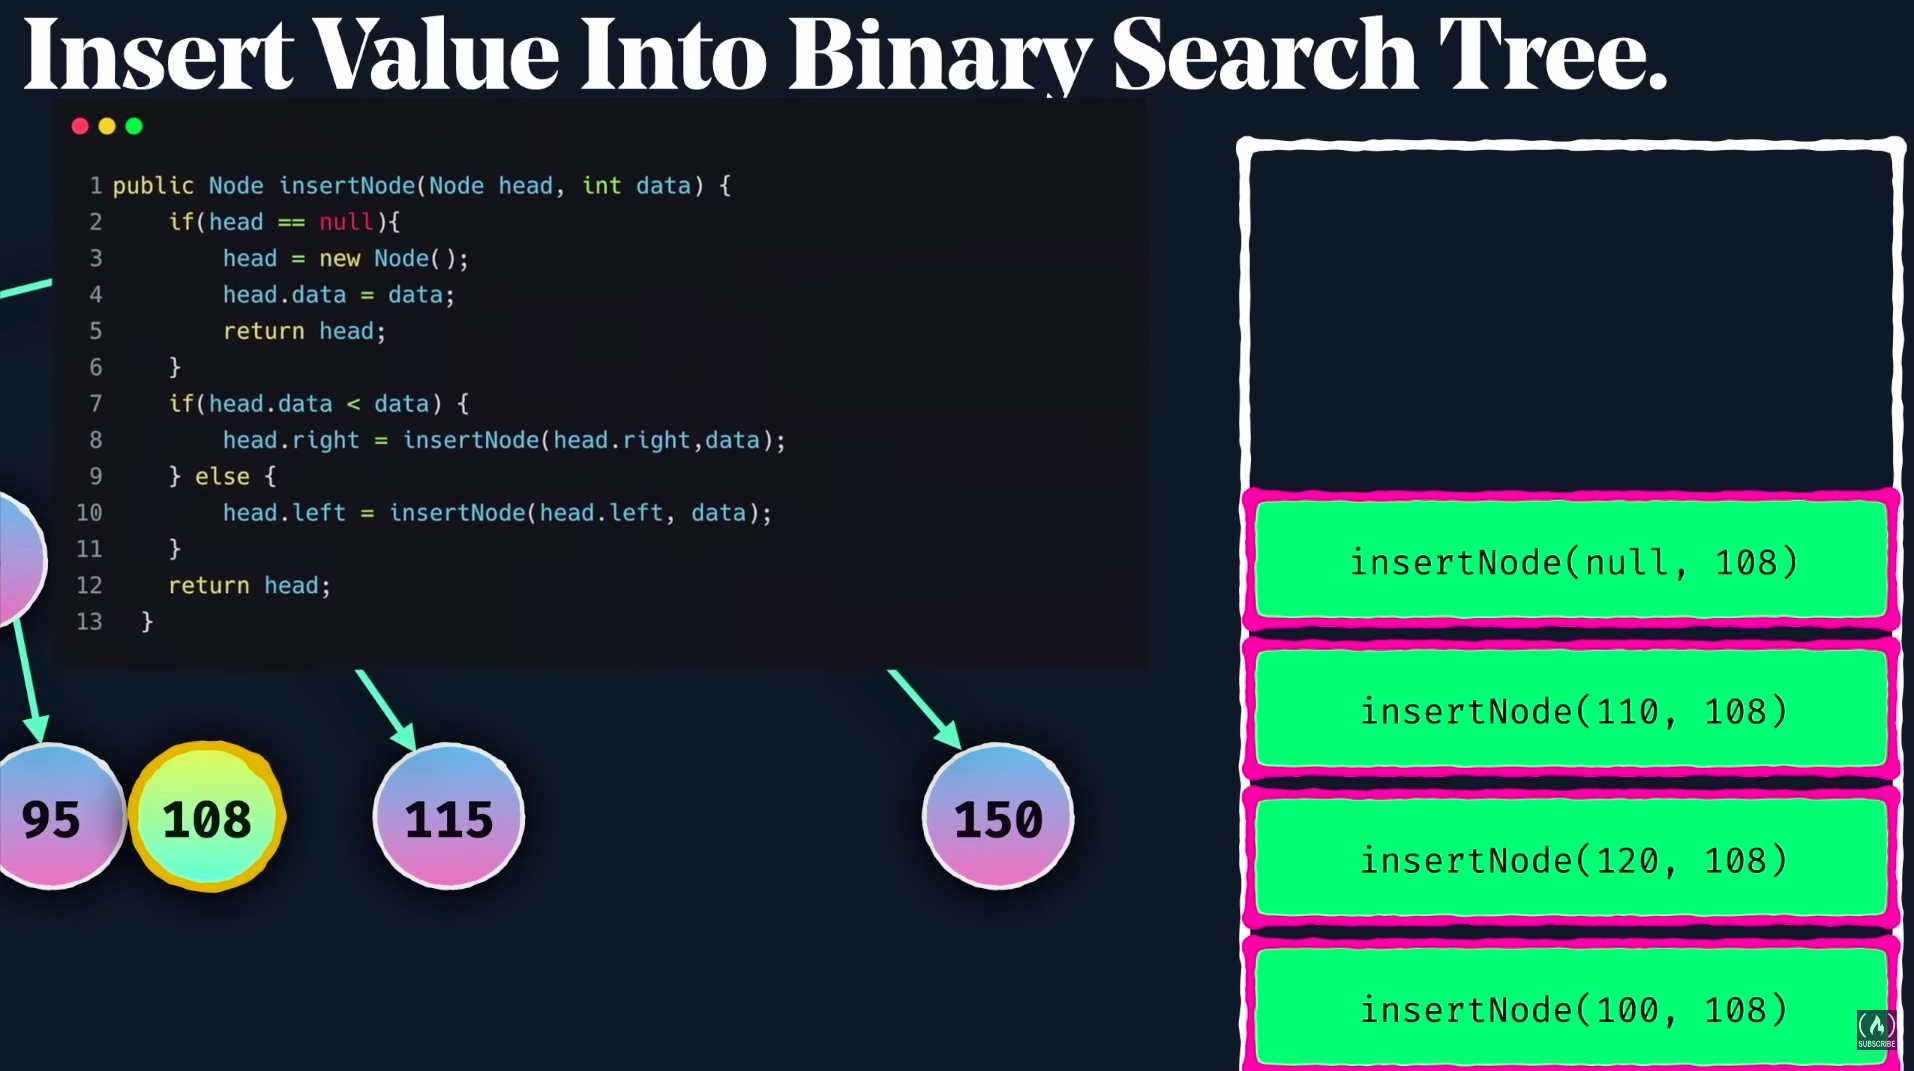 Insert Value Into Binary Search Tree.
1 public Node insertNode(Node head, int data) {
2     if(head == null){
3         head = new Node();
4         head.data = data;
5         return head;
6     }
7     if(head.data < data) {
8         head.right = insertNode(head.right,data);
9     } else {
10         head.left = insertNode(head.left, data);
11     }
12     return head;
13   }
95
108
115
150
insertNode(null, 108)
insertNode(110, 108)
insertNode(120, 108)
insertNode(100, 108)
SUBSCRIBE